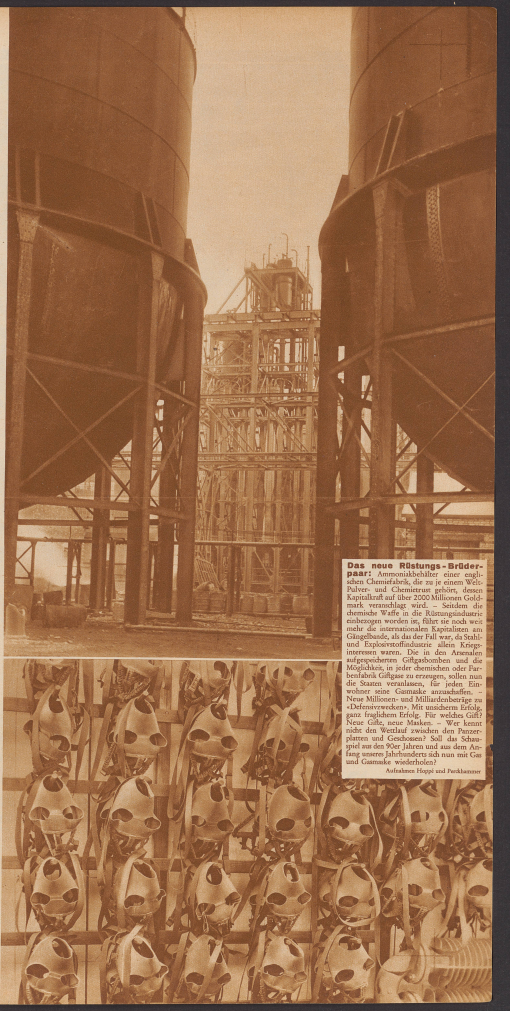 Das neue Rüstungs-Brüder-
paar: Ammoniakbehälter einer engli-
schen Chemiefabrik, die zu je einem Welt-
Pulver- und Chemietrust gehört, dessen
Kapitalkraft auf über 2000 Millionen Gold-
mark veranschlagt wird. – Seitdem die
chemische Waffe in die Rüstungsindustrie
einbezogen worden ist, führt sie noch weit
mehr die internationalen Kapitalisten am
Gängelbande, als das der Fall war, da Stahl-
und Explosivstoffindustrie allein Kriegs-
interessen waren. Die in den Arsenalen
aufgespeicherten Giftgasbomben und die
Möglichkeit, in jeder chemischen oder Far-
benfabrik Giftgase zu erzeugen, sollen nun
die Staaten veranlassen, für jeden Ein-
wohner seine Gasmaske anzuschaffen. –
Neue Millionen- und Milliardenbeträge zu
«Defensivzwecken». Mit unsicherm Erfolg,
ganz fraglichem Erfolg. Für welches Gift?
Neue Gifte, neue Masken. – Wer kennt
nicht den Wettlauf zwischen den Panzer-
platten und Geschossen? Soll das Schau-
spiel aus den 90er Jahren und aus dem An-
fang unseres Jahrhunderts sich nun mit Gas
und Gasmaske wiederholen?
Aufnahmen Hoppé und Paeckhammer